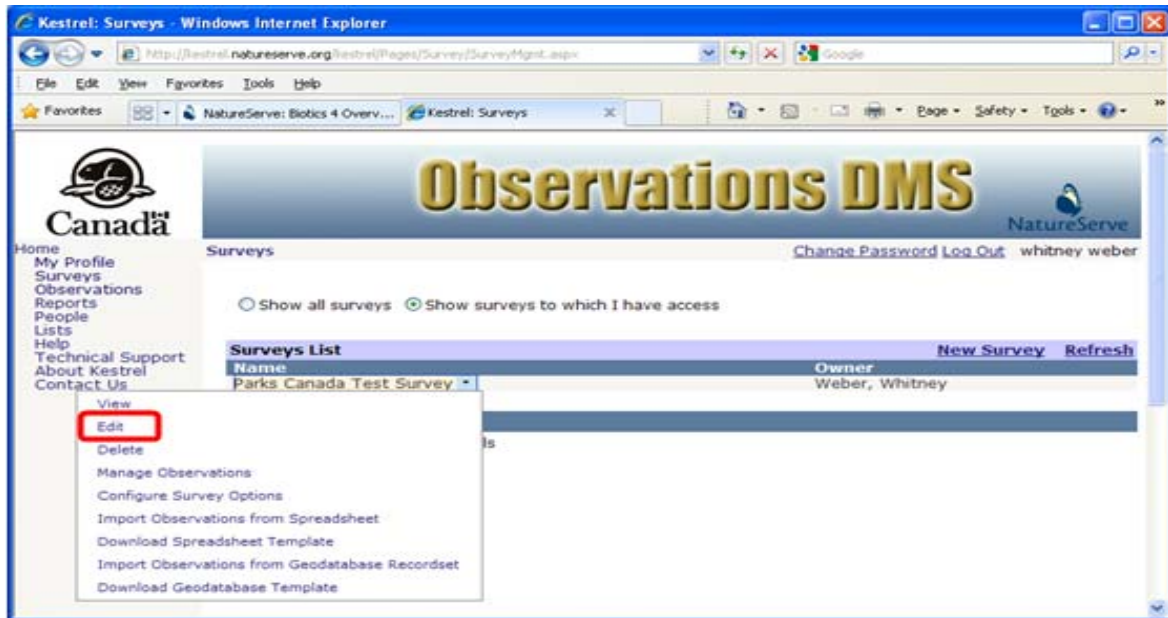 Kestrel: Surveys - Windows Internet Explorer
http://kestrel.natureserve.org/kestrel/Pages/Survey/SurveyMgmt.aspx
Google
File Edit View Favorites Tools Help
Favorites
NatureServe: Biotics 4 Overv...
Kestrel: Surveys
Page
Safety
Tools
Canada
Observations DMS
NatureServe
Home
My Profile
Surveys
Observations
Reports
People
Lists
Help
Technical Support
About Kestrel
Contact Us
Surveys
Change Password Log Out whitney weber
Show all surveys Show surveys to which I have access
Surveys List New Survey Refresh
Name Owner
Parks Canada Test Survey Weber, Whitney
ls
View
Edit
Delete
Manage Observations
Configure Survey Options
Import Observations from Spreadsheet
Download Spreadsheet Template
Import Observations from Geodatabase Recordset
Download Geodatabase Template